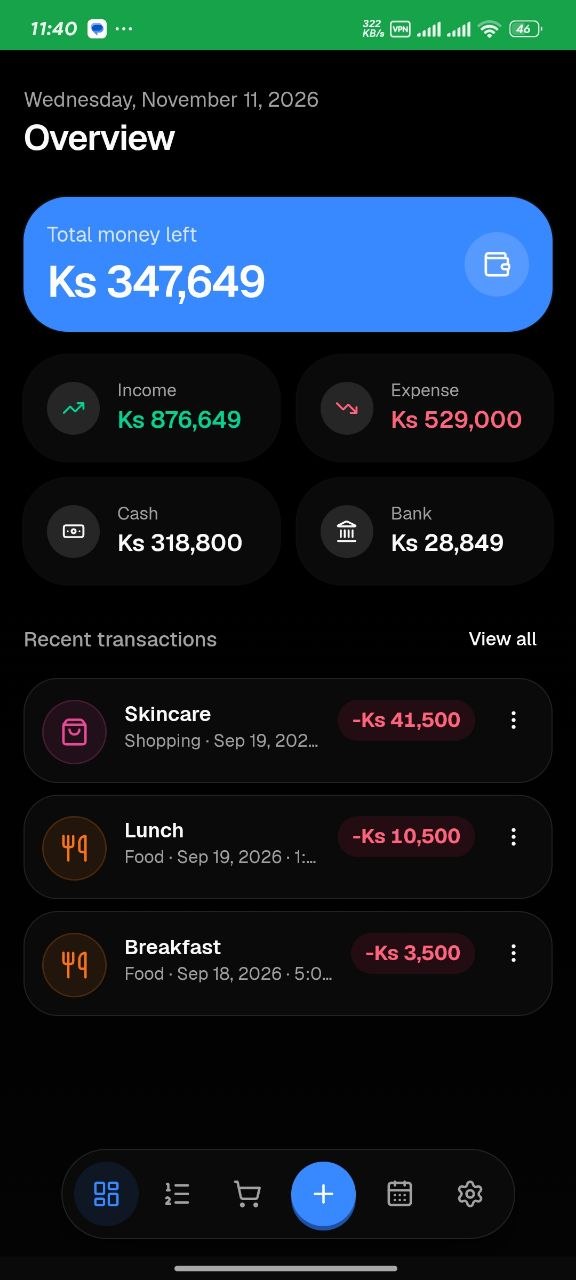 11:40
322
KB/s
VPN
46
Wednesday, November 11, 2026
Overview
Total money left
Ks 347,649
Income
Ks 876,649
Expense
Ks 529,000
Cash
Ks 318,800
Bank
Ks 28,849
Recent transactions
View all
Skincare
-Ks 41,500
Shopping · Sep 19, 202...
Lunch
-Ks 10,500
Food · Sep 19, 2026 · 1:...
Breakfast
-Ks 3,500
Food · Sep 18, 2026 · 5:0...